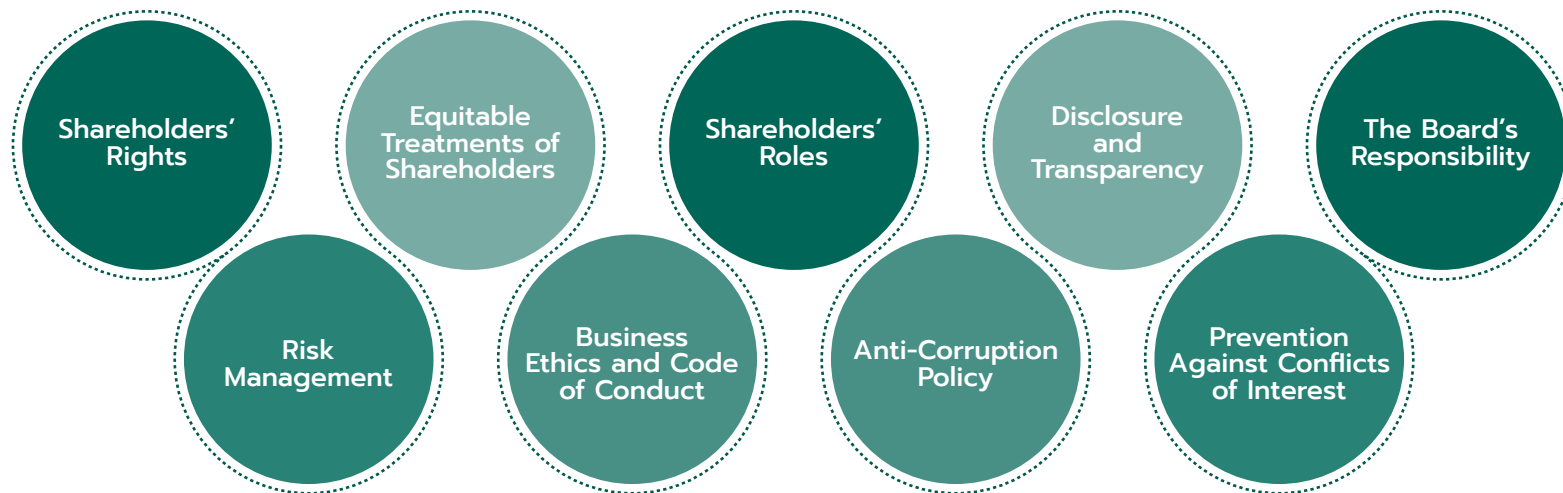 Shareholders’
Rights
Equitable
Treatments of
Shareholders
Shareholders’
Roles
Disclosure
and
Transparency
The Board’s
Responsibility
Risk
Management
Business
Ethics and Code
of Conduct
Anti-Corruption
Policy
Prevention
Against Conflicts
of Interest